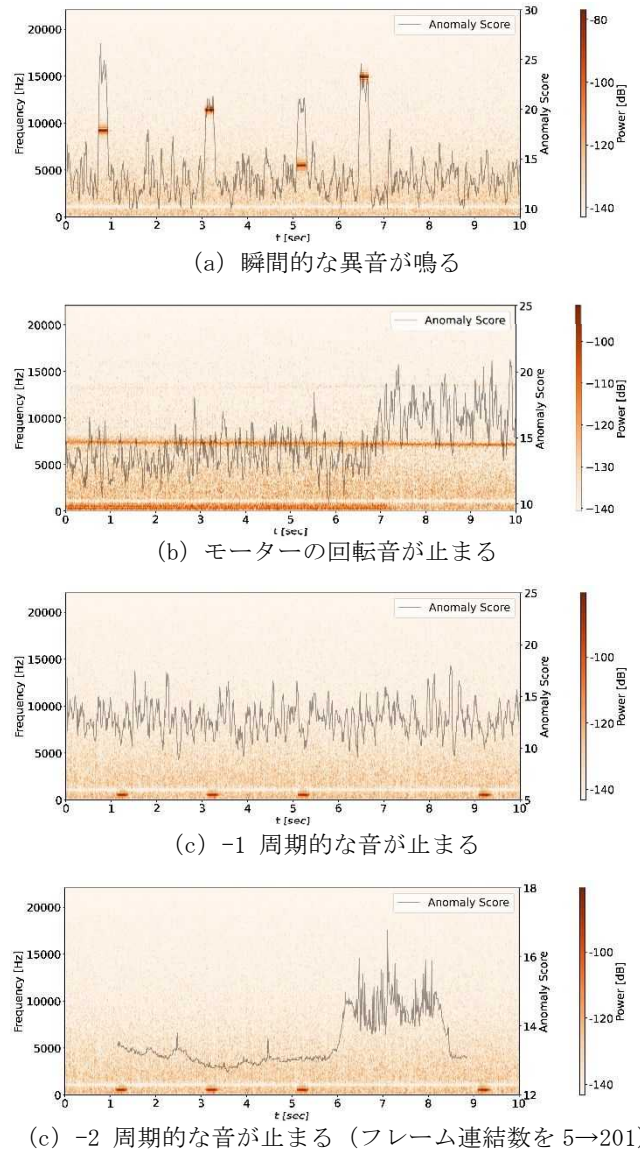 Anomaly Score
20000
15000
10000
5000
0
Frequency [Hz]
30
25
20
15
10
Anomaly Score
-80
-100
-120
-140
Power [dB]
0 1 2 3 4 5 6 7 8 9 10
t [sec]
(a) 瞬間的な異音が鳴る
Anomaly Score
20000
15000
10000
5000
0
Frequency [Hz]
25
20
15
10
Anomaly Score
−100
−110
−120
−130
−140
Power [dB]
0 1 2 3 4 5 6 7 8 9 10
t [sec]
(b) モーターの回転音が止まる
Anomaly Score
20000
15000
10000
5000
0
Frequency [Hz]
25
20
15
10
5
Anomaly Score
-100
-120
-140
Power [dB]
0 1 2 3 4 5 6 7 8 9 10
t [sec]
(c) -1 周期的な音が止まる
Anomaly Score
20000
15000
10000
5000
0
Frequency [Hz]
18
16
14
12
Anomaly Score
-100
-120
-140
Power [dB]
0 1 2 3 4 5 6 7 8 9 10
t [sec]
(c) -2 周期的な音が止まる (フレーム連結数を 5→201)